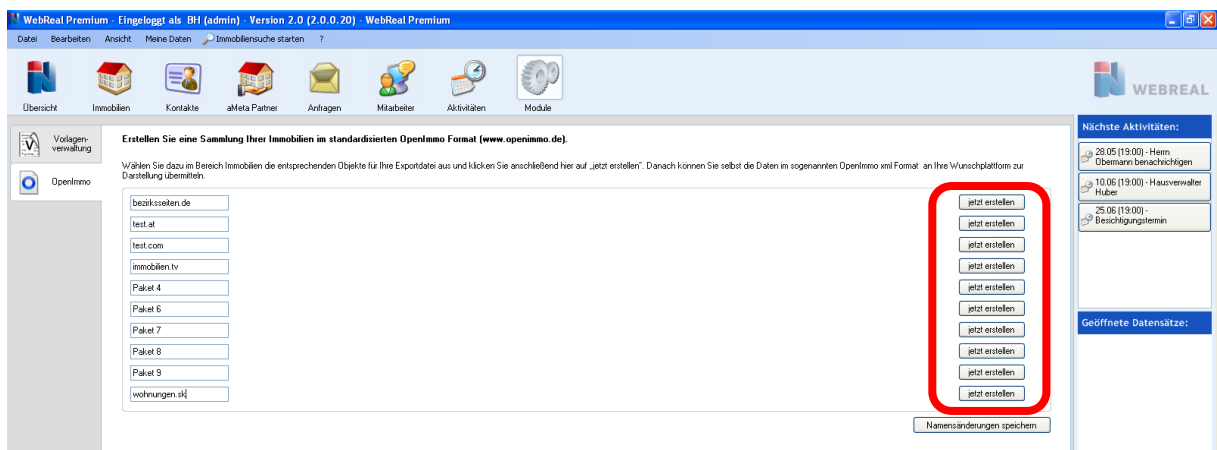 WebReal Premium - Eingeloggt als BH (admin) - Version 2.0 (2.0.0.20) - WebReal Premium
Datei Bearbeiten Ansicht Meine Daten Immobiliensuche starten ?
Übersicht Immobilien Kontakte aMeta Partner Anfragen Mitarbeiter Aktivitäten Module
WEBREAL
Vorlagen-
verwaltung
OpenImmo
Erstellen Sie eine Sammlung Ihrer Immobilien im standardisierten OpenImmo Format (www.openimmo.de).
Wählen Sie dazu im Bereich Immobilien die entsprechenden Objekte für Ihre Exportdatei aus und klicken Sie anschließend hier auf „jetzt erstellen". Danach können Sie selbst die Daten im sogenannten OpenImmo xml Format an Ihre Wunschplattform zur
Darstellung übermitteln.
bezirksseiten.de jetzt erstellen
test.at jetzt erstellen
test.com jetzt erstellen
immobilien.tv jetzt erstellen
Paket 4 jetzt erstellen
Paket 6 jetzt erstellen
Paket 7 jetzt erstellen
Paket 8 jetzt erstellen
Paket 9 jetzt erstellen
wohnungen.sk jetzt erstellen
Namensänderungen speichern
Nächste Aktivitäten:
28.05 (19:00) - Herrn
Obermann benachrichtigen
10.06 (19:00) - Hausverwalter
Huber
25.06 (19:00) -
Besichtigungstermin
Geöffnete Datensätze: